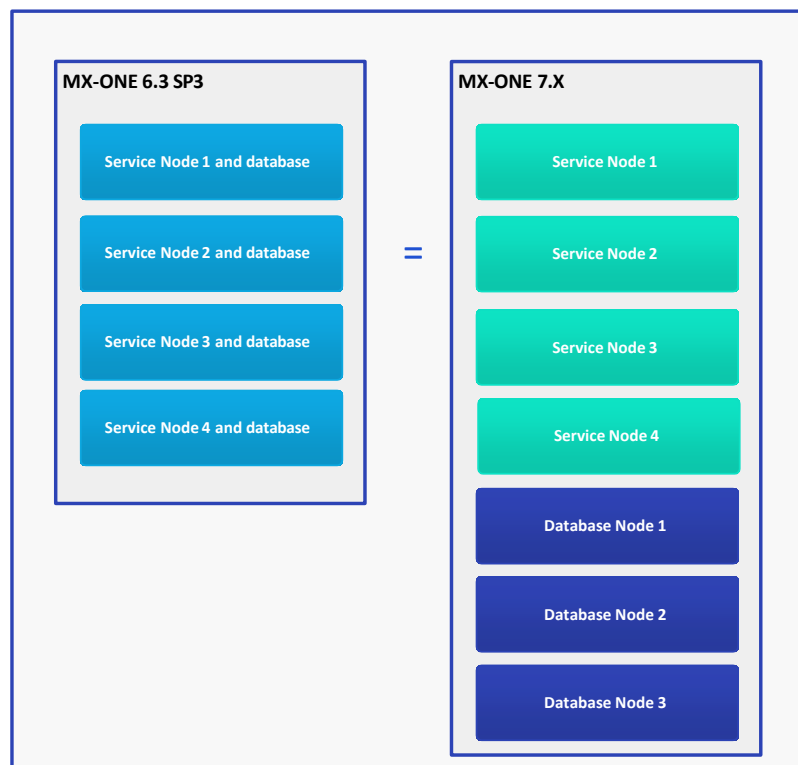 MX-ONE 6.3 SP3
Service Node 1 and database
Service Node 2 and database
Service Node 3 and database
Service Node 4 and database
=
MX-ONE 7.X
Service Node 1
Service Node 2
Service Node 3
Service Node 4
Database Node 1
Database Node 2
Database Node 3